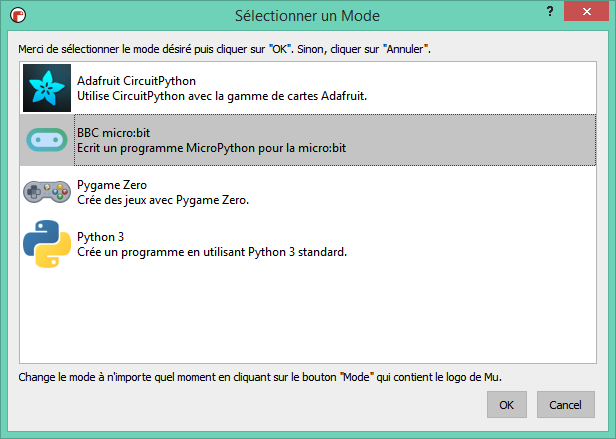 Sélectionner un Mode
?
Merci de sélectionner le mode désiré puis cliquer sur "OK". Sinon, cliquer sur "Annuler".
Adafruit CircuitPython
Utilise CircuitPython avec la gamme de cartes Adafruit.
BBC micro:bit
Ecrit un programme MicroPython pour la micro:bit
Pygame Zero
Crée des jeux avec Pygame Zero.
Python 3
Crée un programme en utilisant Python 3 standard.
Change le mode à n'importe quel moment en cliquant sur le bouton "Mode" qui contient le logo de Mu.
OK
Cancel